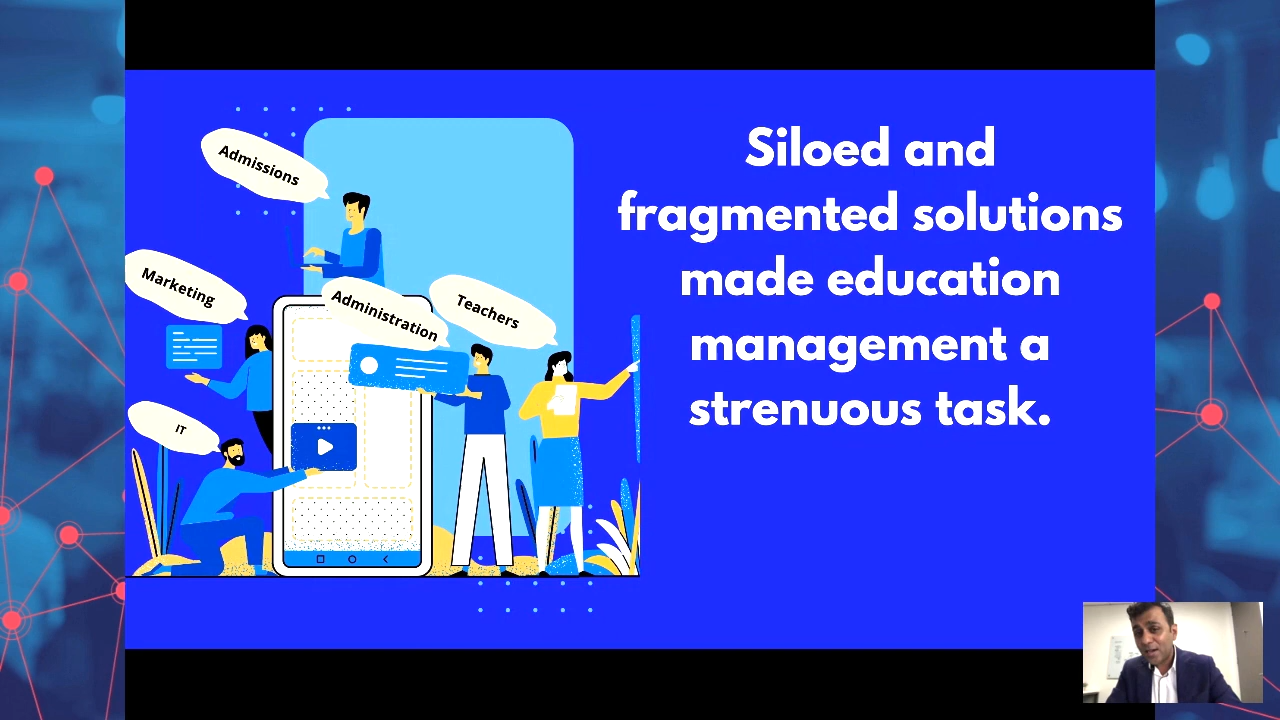 Admissions
Marketing
Administration
Teachers
IT
Siloed and
fragmented solutions
made education
management a
strenuous task.